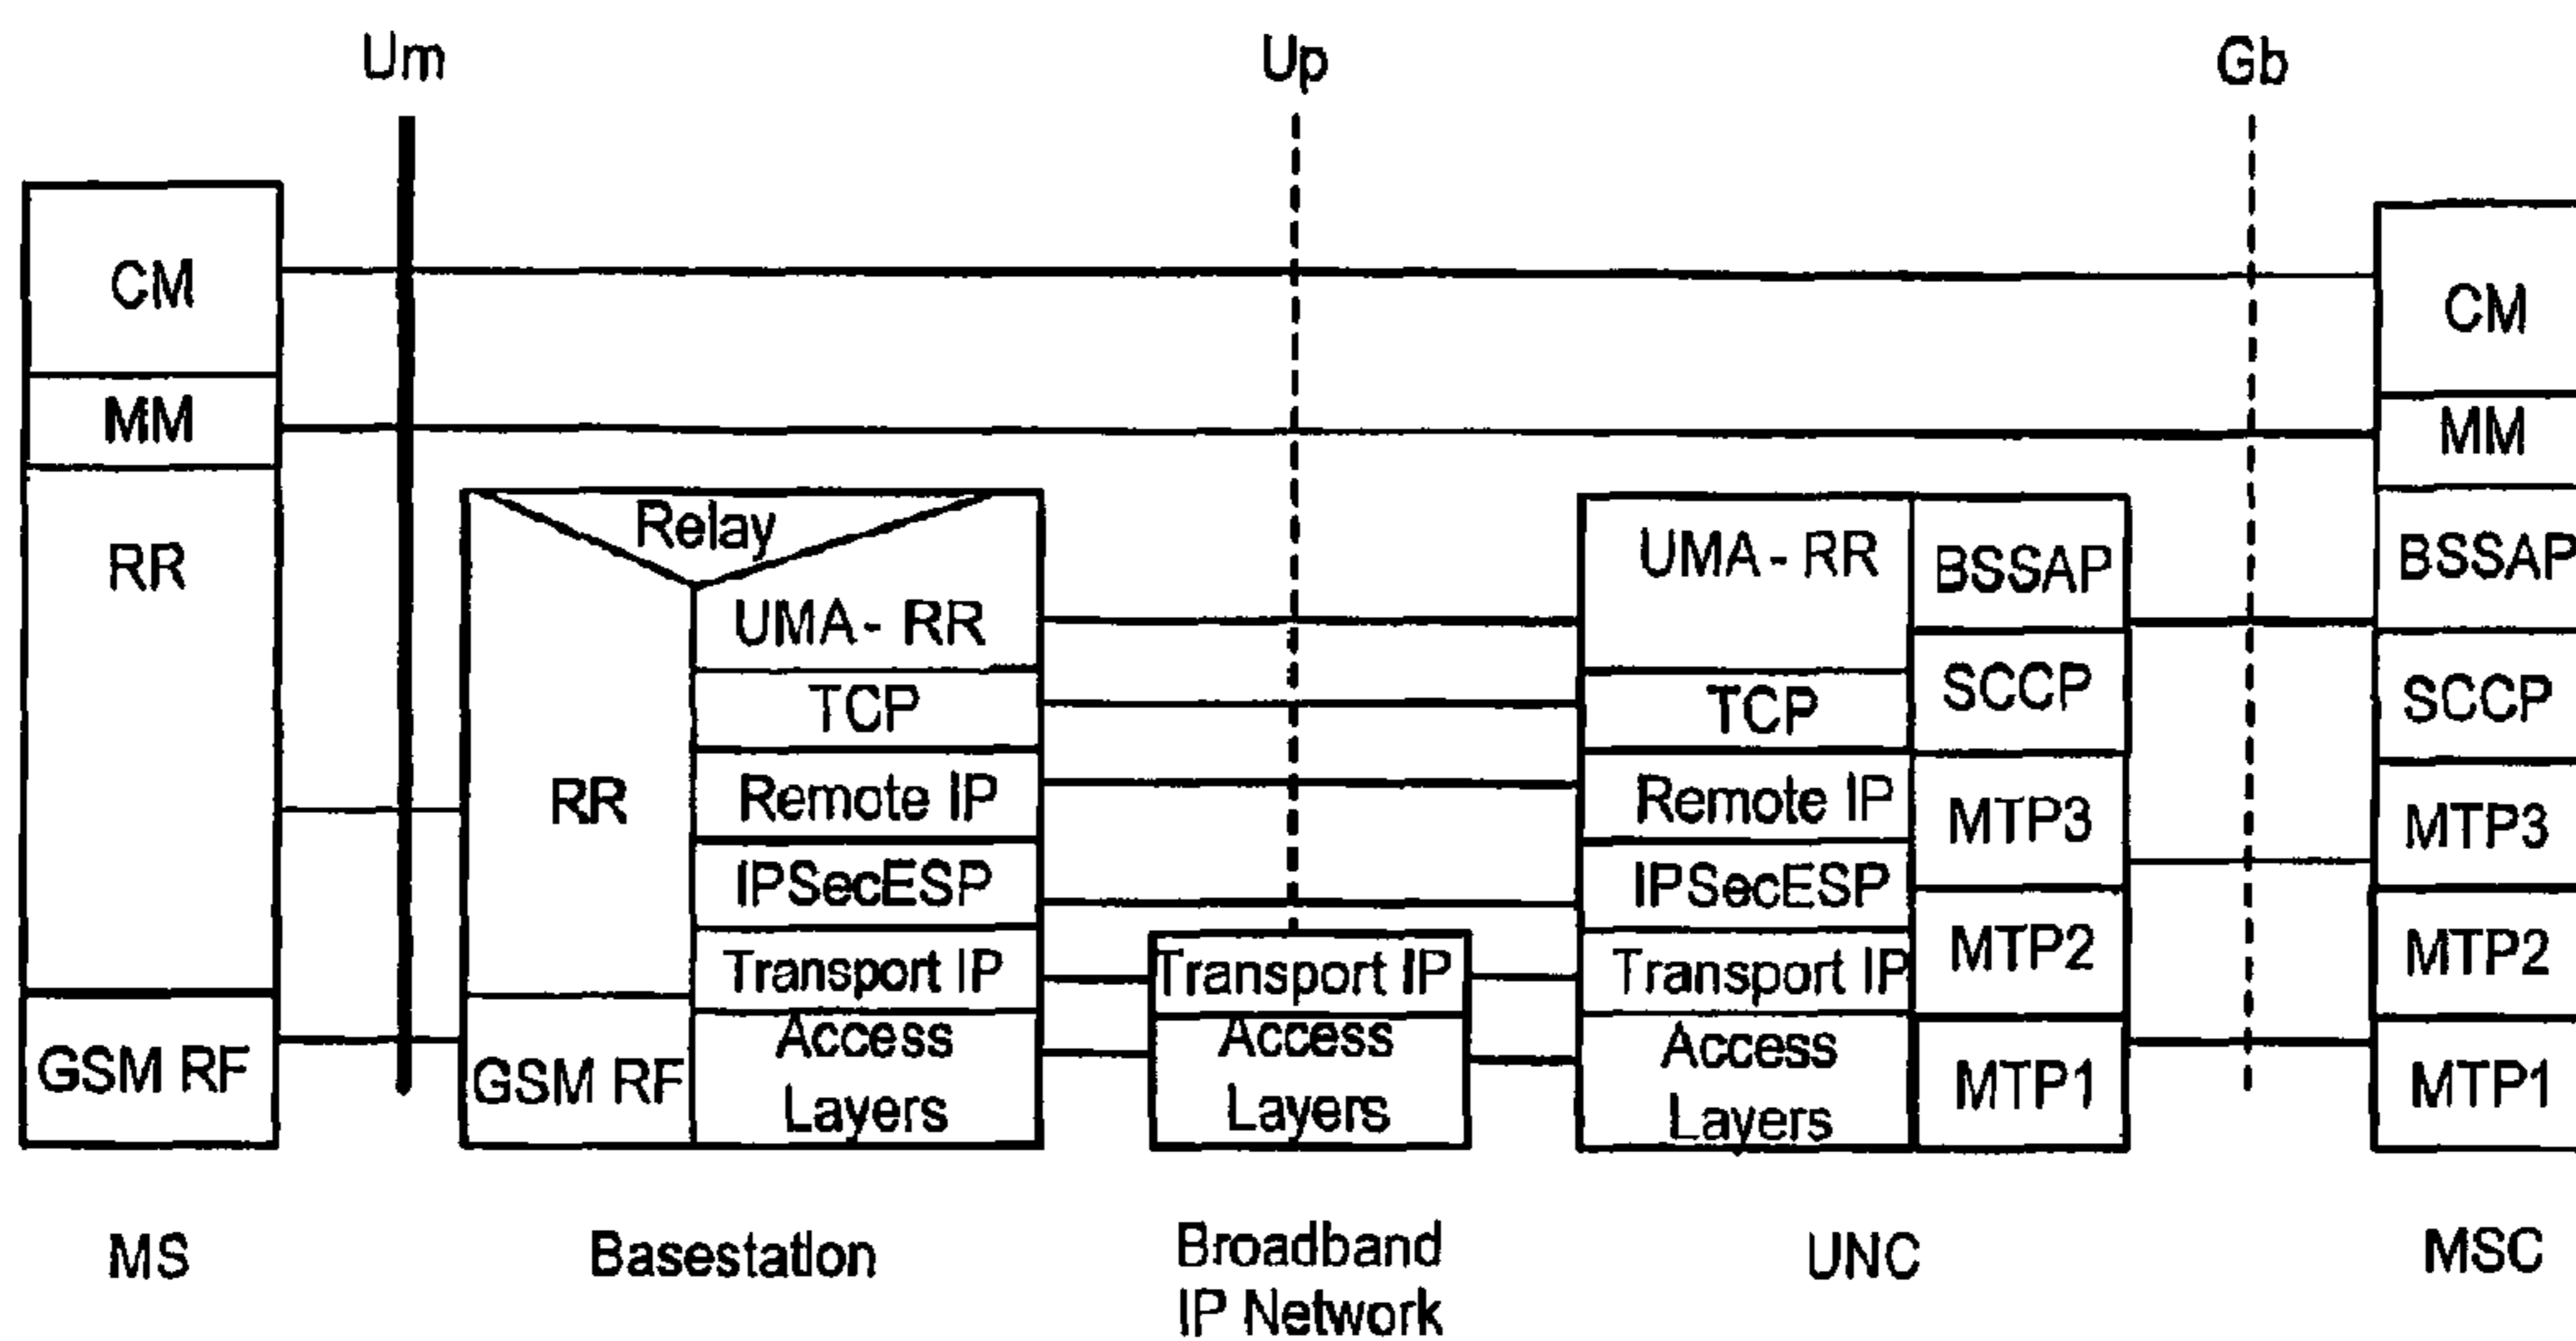 Um
Up
Gb
CM
MM
RR
GSM RF
Relay
RR
GSM RF
UMA - RR
TCP
Remote IP
IPSecESP
Transport IP
Access
Layers
Transport IP
Access
Layers
UMA - RR
TCP
Remote IP
IPSecESP
Transport IP
Access
Layers
BSSAP
SCCP
MTP3
MTP2
MTP1
CM
MM
BSSAP
SCCP
MTP3
MTP2
MTP1
MS
Basestation
Broadband
IP Network
UNC
MSC